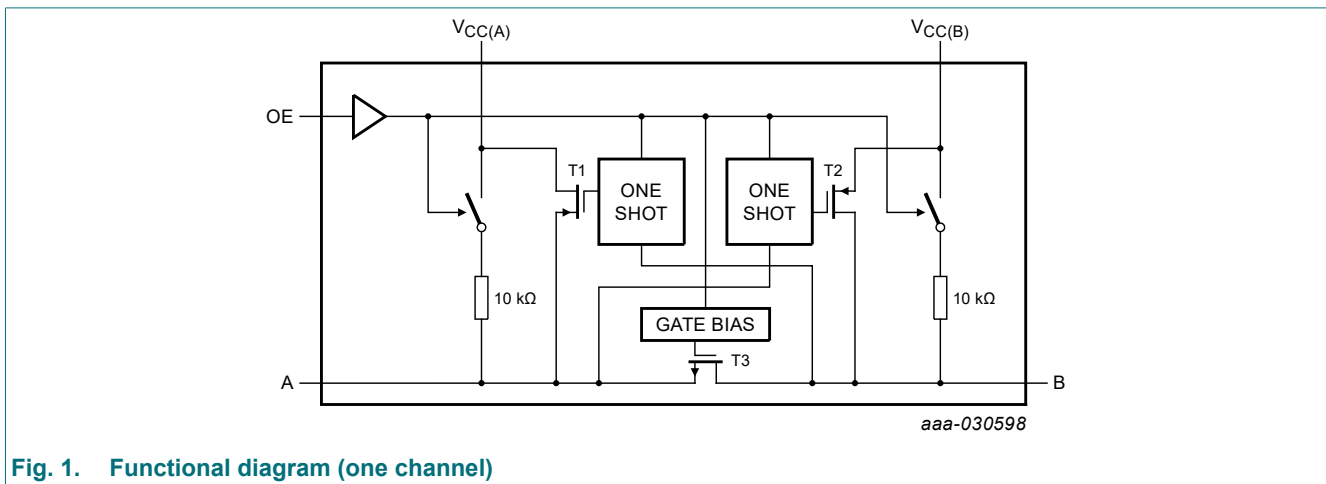 VCC(A)
VCC(B)
OE
T1
ONE
SHOT
ONE
SHOT
T2
10 kΩ
10 kΩ
GATE BIAS
T3
A
B
aaa-030598
Fig. 1. Functional diagram (one channel)